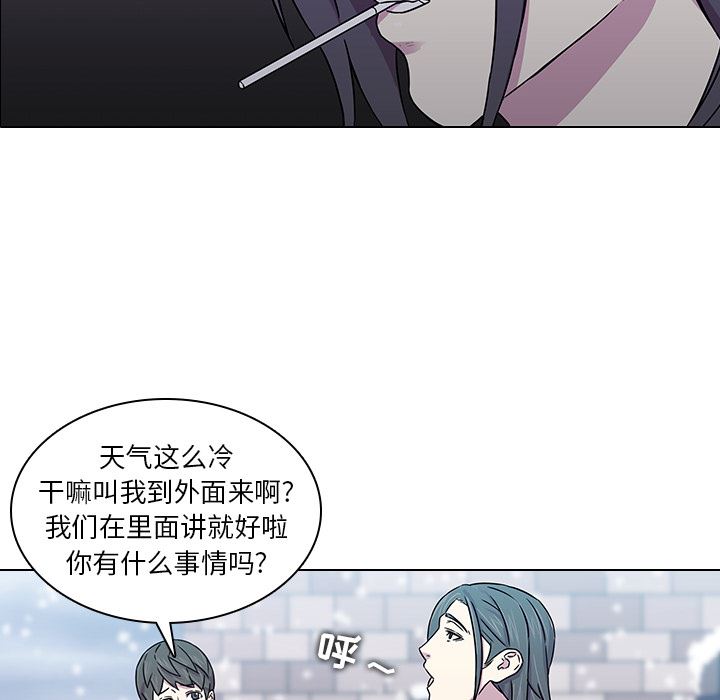 天气这么冷
干嘛叫我到外面来啊?
我们在里面讲就好啦
你有什么事情吗?
呼~